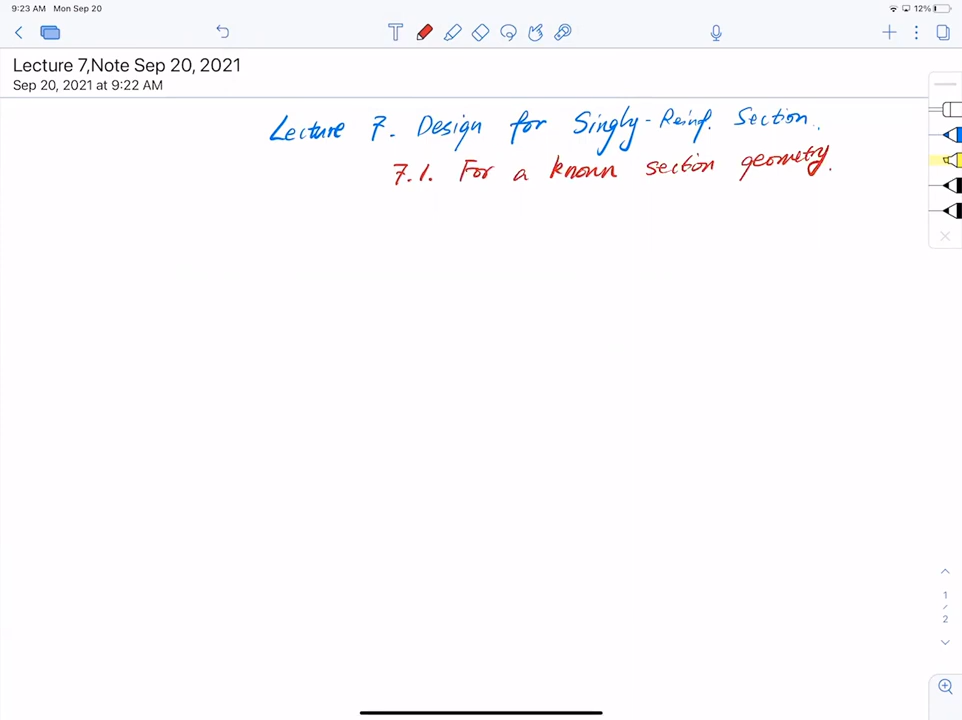 9:23 AM Mon Sep 20
12%
Lecture 7,Note Sep 20, 2021
Sep 20, 2021 at 9:22 AM
Lecture 7. Design for Singly-Reinf. Section.
7.1. For a known section geometry.
1
/
2